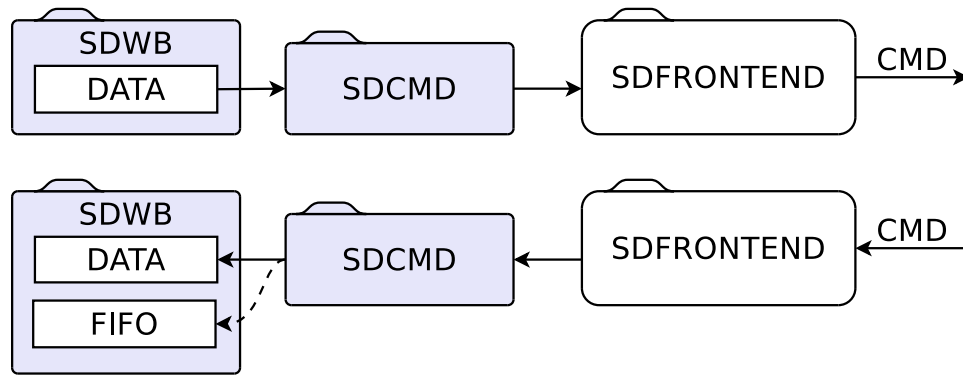 SDWB
DATA
SDCMD
SDFRONTEND
CMD
SDWB
DATA
FIFO
SDCMD
SDFRONTEND
CMD